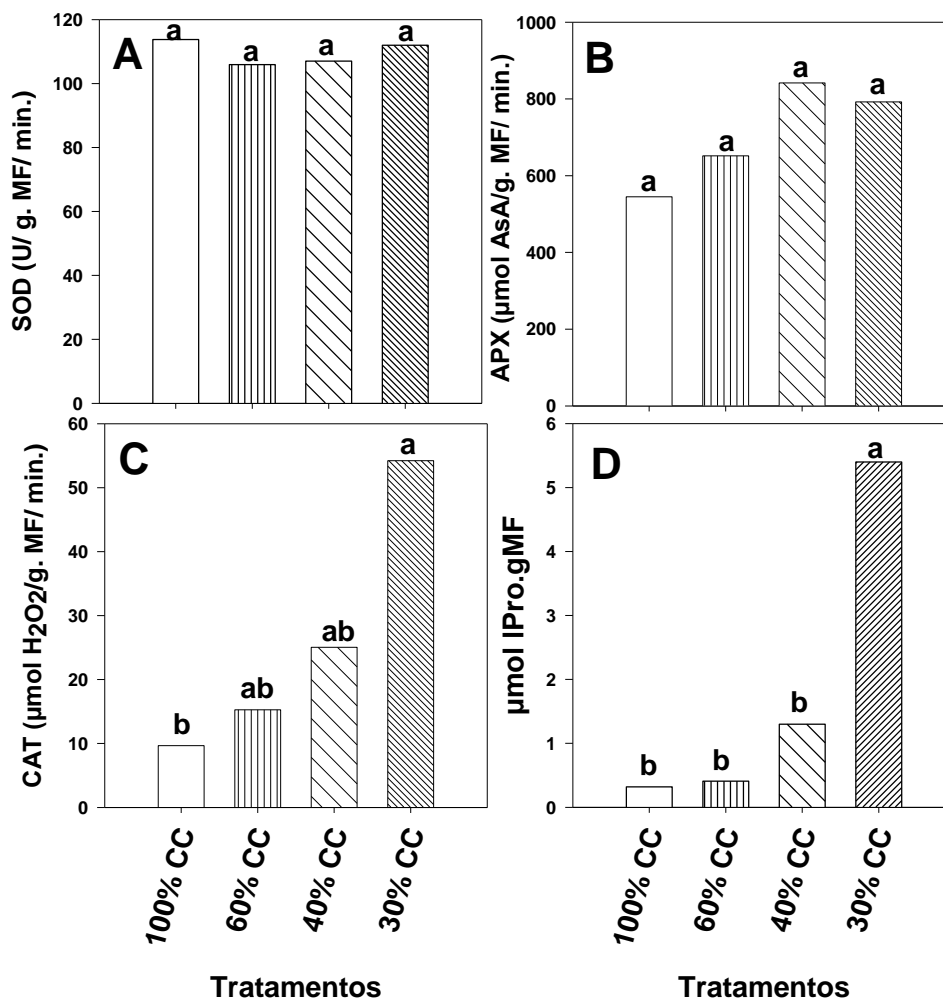 A
SOD (U/ g. MF/ min.)
120
100
80
60
40
20
0
a
a
a
a
B
APX (µmol AsA/g. MF/ min.)
1000
800
600
400
200
0
a
a
a
a
C
CAT (µmol H₂O₂/g. MF/ min.)
60
50
40
30
20
10
0
b
ab
ab
a
100% CC
60% CC
40% CC
30% CC
Tratamentos
D
µmol lPro.gMF
6
5
4
3
2
1
0
b
b
b
a
100% CC
60% CC
40% CC
30% CC
Tratamentos